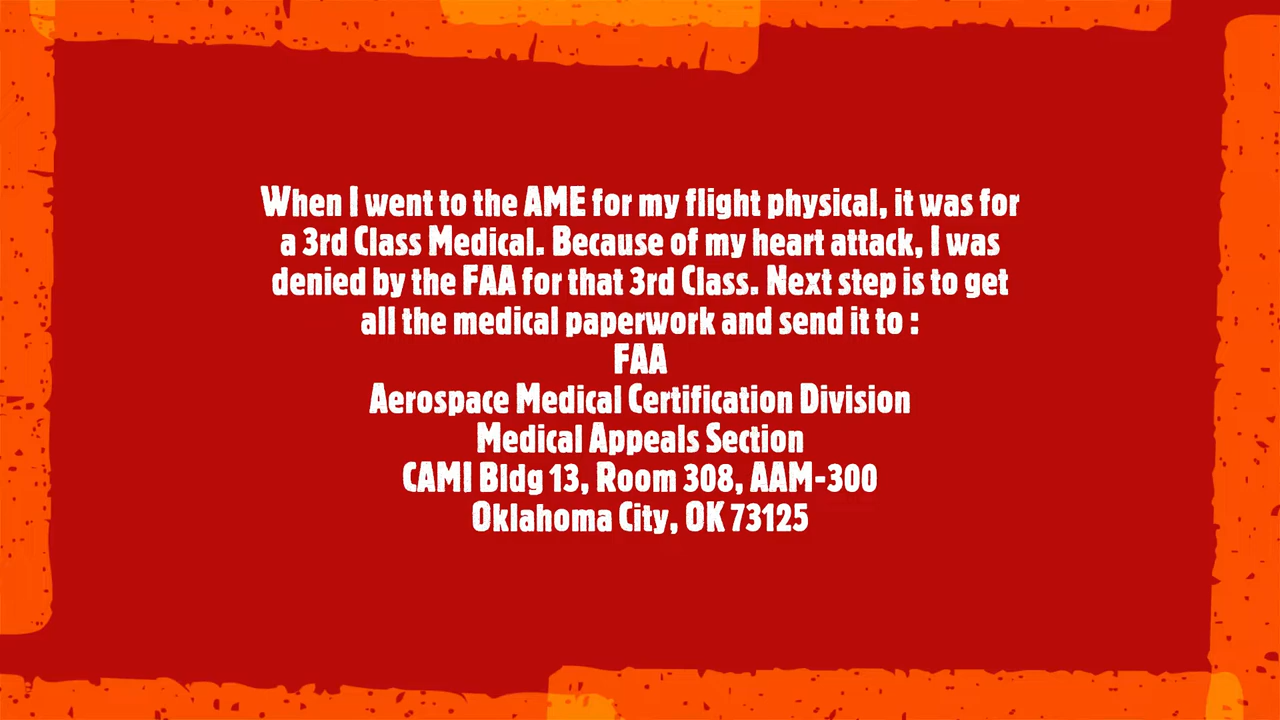 When I went to the AME for my flight physical, it was for
a 3rd Class Medical. Because of my heart attack, I was
denied by the FAA for that 3rd Class. Next step is to get
all the medical paperwork and send it to :
FAA
Aerospace Medical Certification Division
Medical Appeals Section
CAMI Bldg 13, Room 308, AAM-300
Oklahoma City, OK 73125